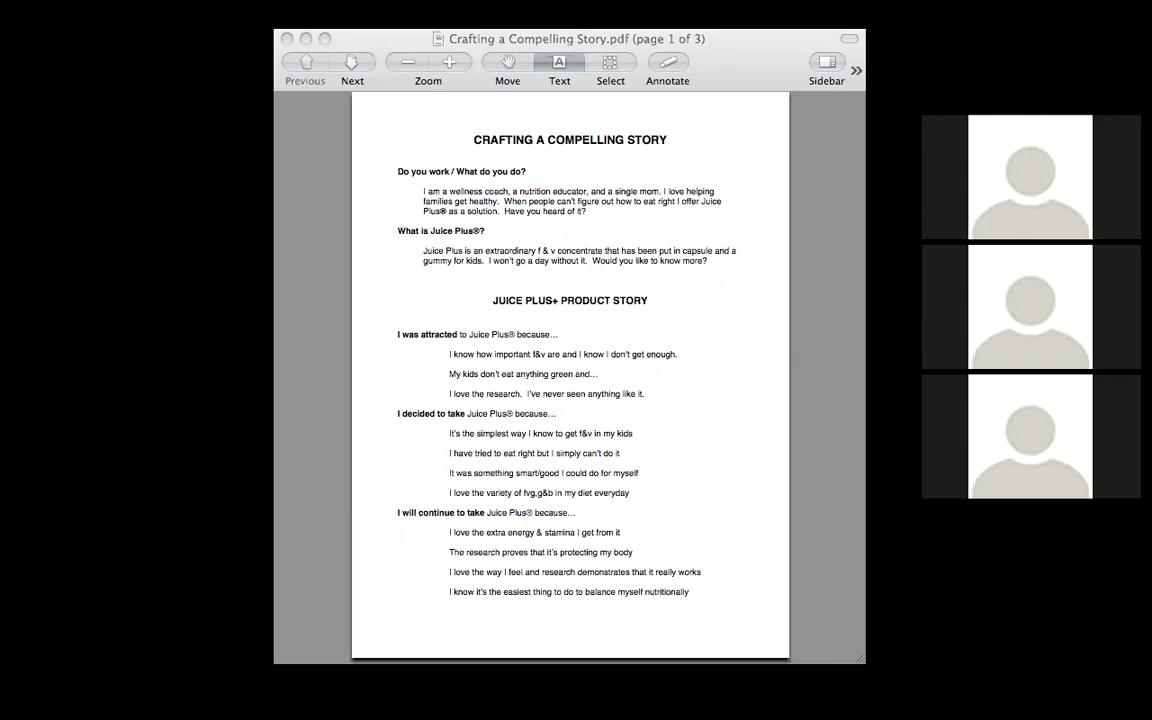 Crafting a Compelling Story.pdf (page 1 of 3)
Previous Next Zoom Move Text Select Annotate Sidebar
CRAFTING A COMPELLING STORY
Do you work / What do you do?
I am a wellness coach, a nutrition educator, and a single mom. I love helping
families get healthy. When people can't figure out how to eat right I offer Juice
Plus® as a solution. Have you heard of it?
What is Juice Plus®?
Juice Plus is an extraordinary f & v concentrate that has been put in capsule and a
gummy for kids. I won't go a day without it. Would you like to know more?
JUICE PLUS+ PRODUCT STORY
I was attracted to Juice Plus® because…
I know how important f&v are and I know I don't get enough.
My kids don't eat anything green and…
I love the research. I've never seen anything like it.
I decided to take Juice Plus® because…
It's the simplest way I know to get f&v in my kids
I have tried to eat right but I simply can't do it
It was something smart/good I could do for myself
I love the variety of fvg,g&b in my diet everyday
I will continue to take Juice Plus® because…
I love the extra energy & stamina I get from it
The research proves that it's protecting my body
I love the way I feel and research demonstrates that it really works
I know it's the easiest thing to do to balance myself nutritionally